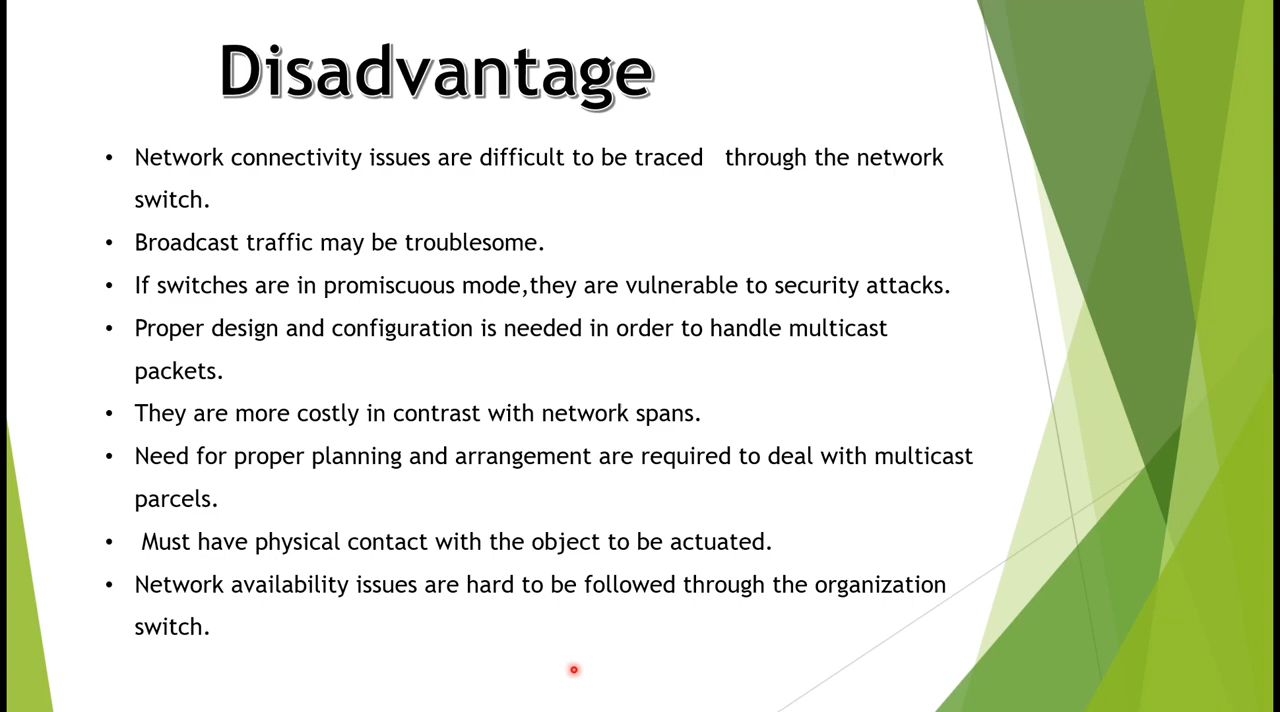 Disadvantage
• Network connectivity issues are difficult to be traced through the network
switch.
• Broadcast traffic may be troublesome.
• If switches are in promiscuous mode,they are vulnerable to security attacks.
• Proper design and configuration is needed in order to handle multicast
packets.
• They are more costly in contrast with network spans.
• Need for proper planning and arrangement are required to deal with multicast
parcels.
• Must have physical contact with the object to be actuated.
• Network availability issues are hard to be followed through the organization
switch.